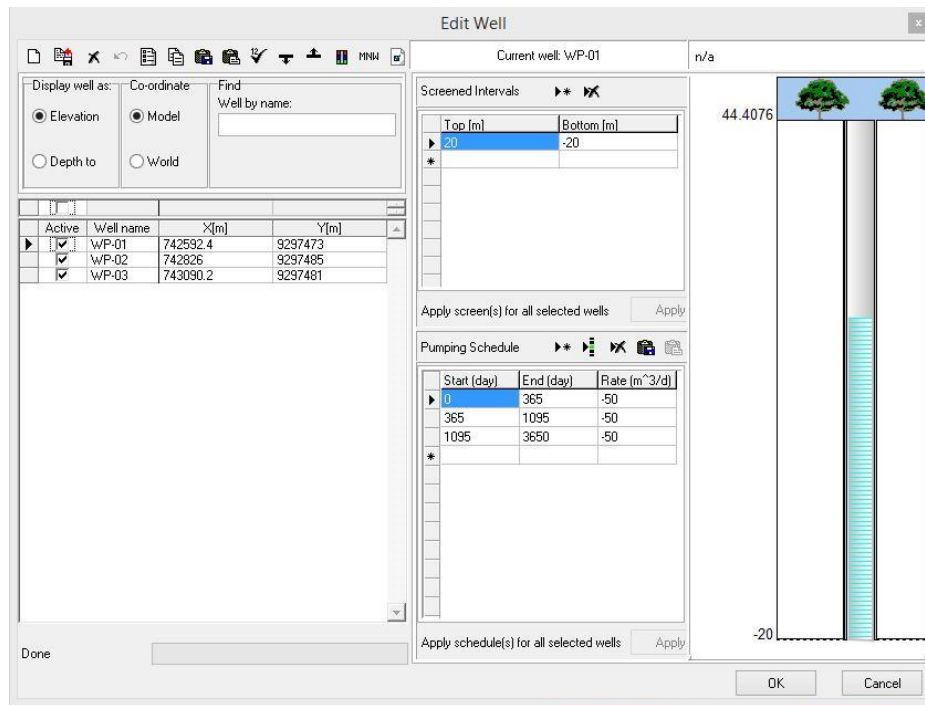 Edit Well
x
MNW
Current well: WP-01
n/a
Display well as:
Elevation
Depth to
Co-ordinate
Model
World
Find
Well by name:
Active Well name X[m] Y[m]
WP-01 742592.4 9297473
WP-02 742826 9297485
WP-03 743090.2 9297481
Done
Screened Intervals
Top [m] Bottom [m]
20 -20
*
Apply screen(s) for all selected wells Apply
Pumping Schedule
Start (day) End (day) Rate (m^3/d)
0 365 -50
365 1095 -50
1095 3650 -50
*
Apply schedule(s) for all selected wells Apply
44.4076
-20
OK Cancel